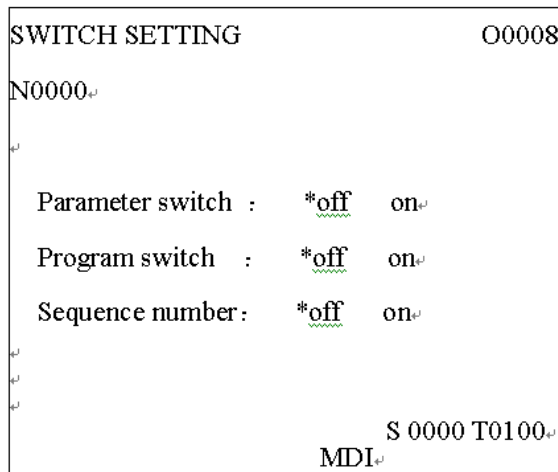 SWITCH SETTING O0008
N0000
Parameter switch : *off on
Program switch : *off on
Sequence number: *off on
S 0000 T0100
MDI